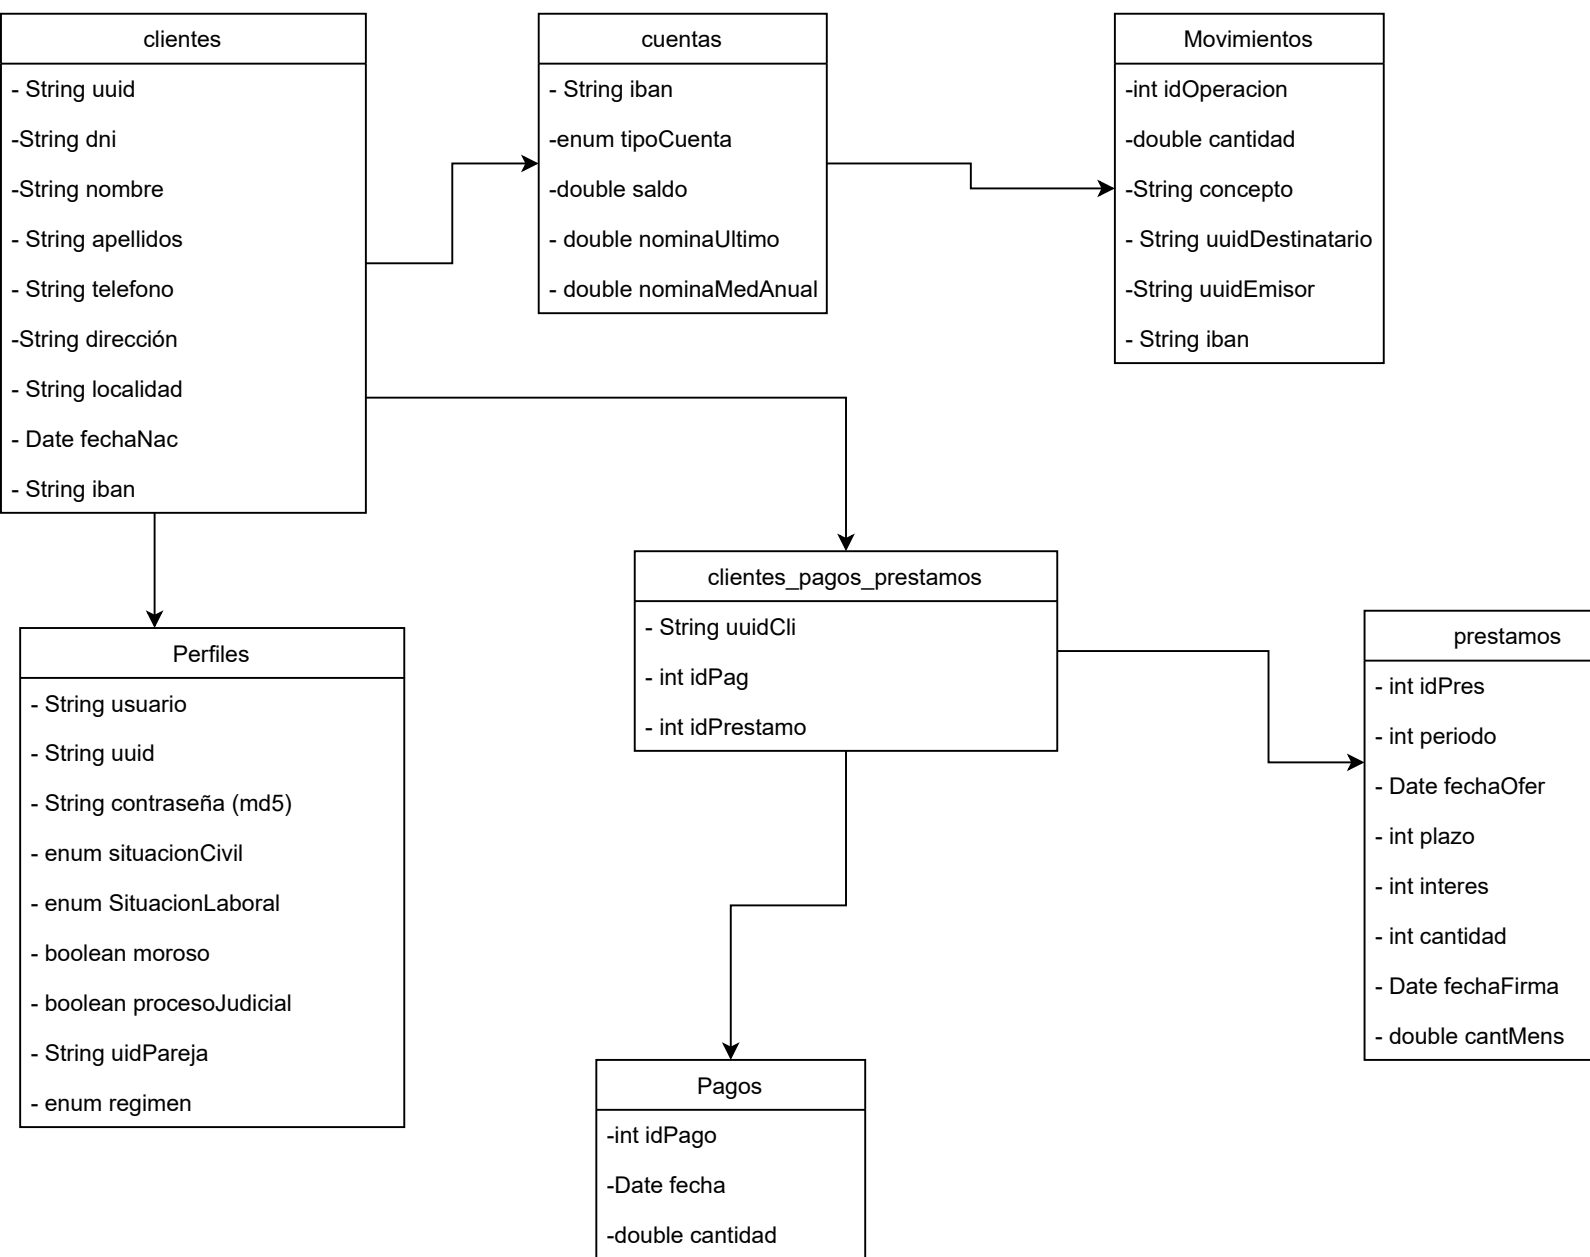 clientes
- String uuid
-String dni
-String nombre
- String apellidos
- String telefono
-String dirección
- String localidad
- Date fechaNac
- String iban
cuentas
- String iban
-enum tipoCuenta
-double saldo
- double nominaUltimo
- double nominaMedAnual
Movimientos
-int idOperacion
-double cantidad
-String concepto
- String uuidDestinatario
-String uuidEmisor
- String iban
Perfiles
- String usuario
- String uuid
- String contraseña (md5)
- enum situacionCivil
- enum SituacionLaboral
- boolean moroso
- boolean procesoJudicial
- String uidPareja
- enum regimen
clientes_pagos_prestamos
- String uuidCli
- int idPag
- int idPrestamo
prestamos
- int idPres
- int periodo
- Date fechaOfer
- int plazo
- int interes
- int cantidad
- Date fechaFirma
- double cantMens
Pagos
-int idPago
-Date fecha
-double cantidad